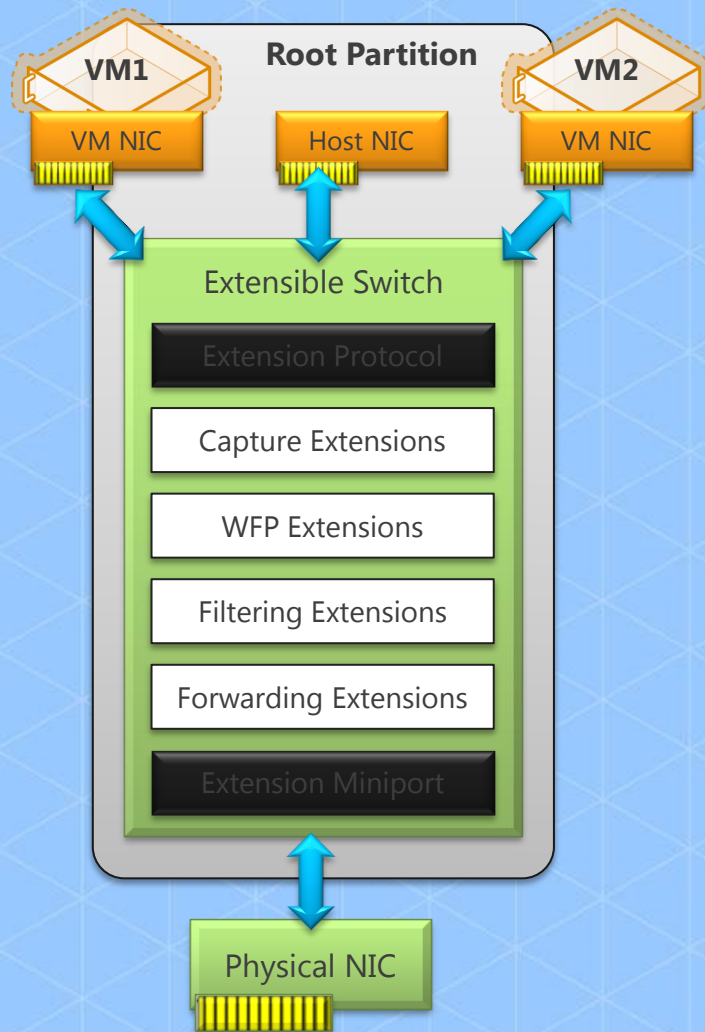 Root Partition
VM1
VM2
VM NIC
Host NIC
VM NIC
Extensible Switch
Extension Protocol
Capture Extensions
WFP Extensions
Filtering Extensions
Forwarding Extensions
Extension Miniport
Physical NIC